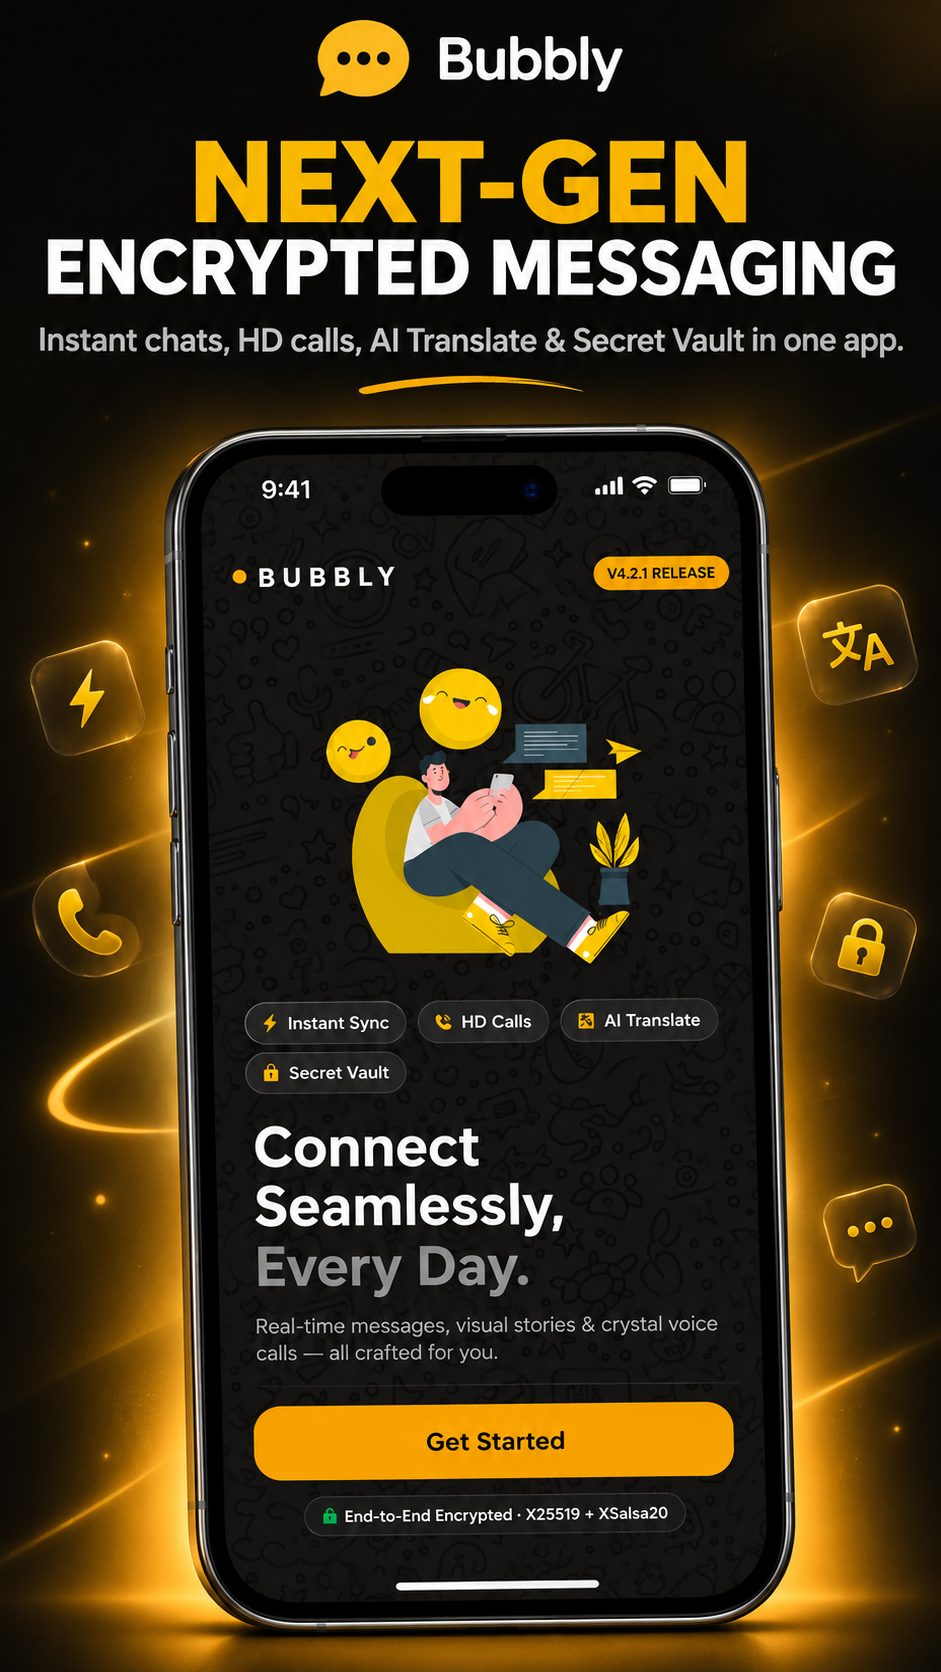 Bubbly
NEXT-GEN
ENCRYPTED MESSAGING
Instant chats, HD calls, AI Translate & Secret Vault in one app.
9:41
BUBBLY
V4.2.1 RELEASE
文A
Instant Sync
HD Calls
AI Translate
Secret Vault
Connect
Seamlessly,
Every Day.
Real-time messages, visual stories & crystal voice
calls — all crafted for you.
Get Started
End-to-End Encrypted · X25519 + XSalsa20